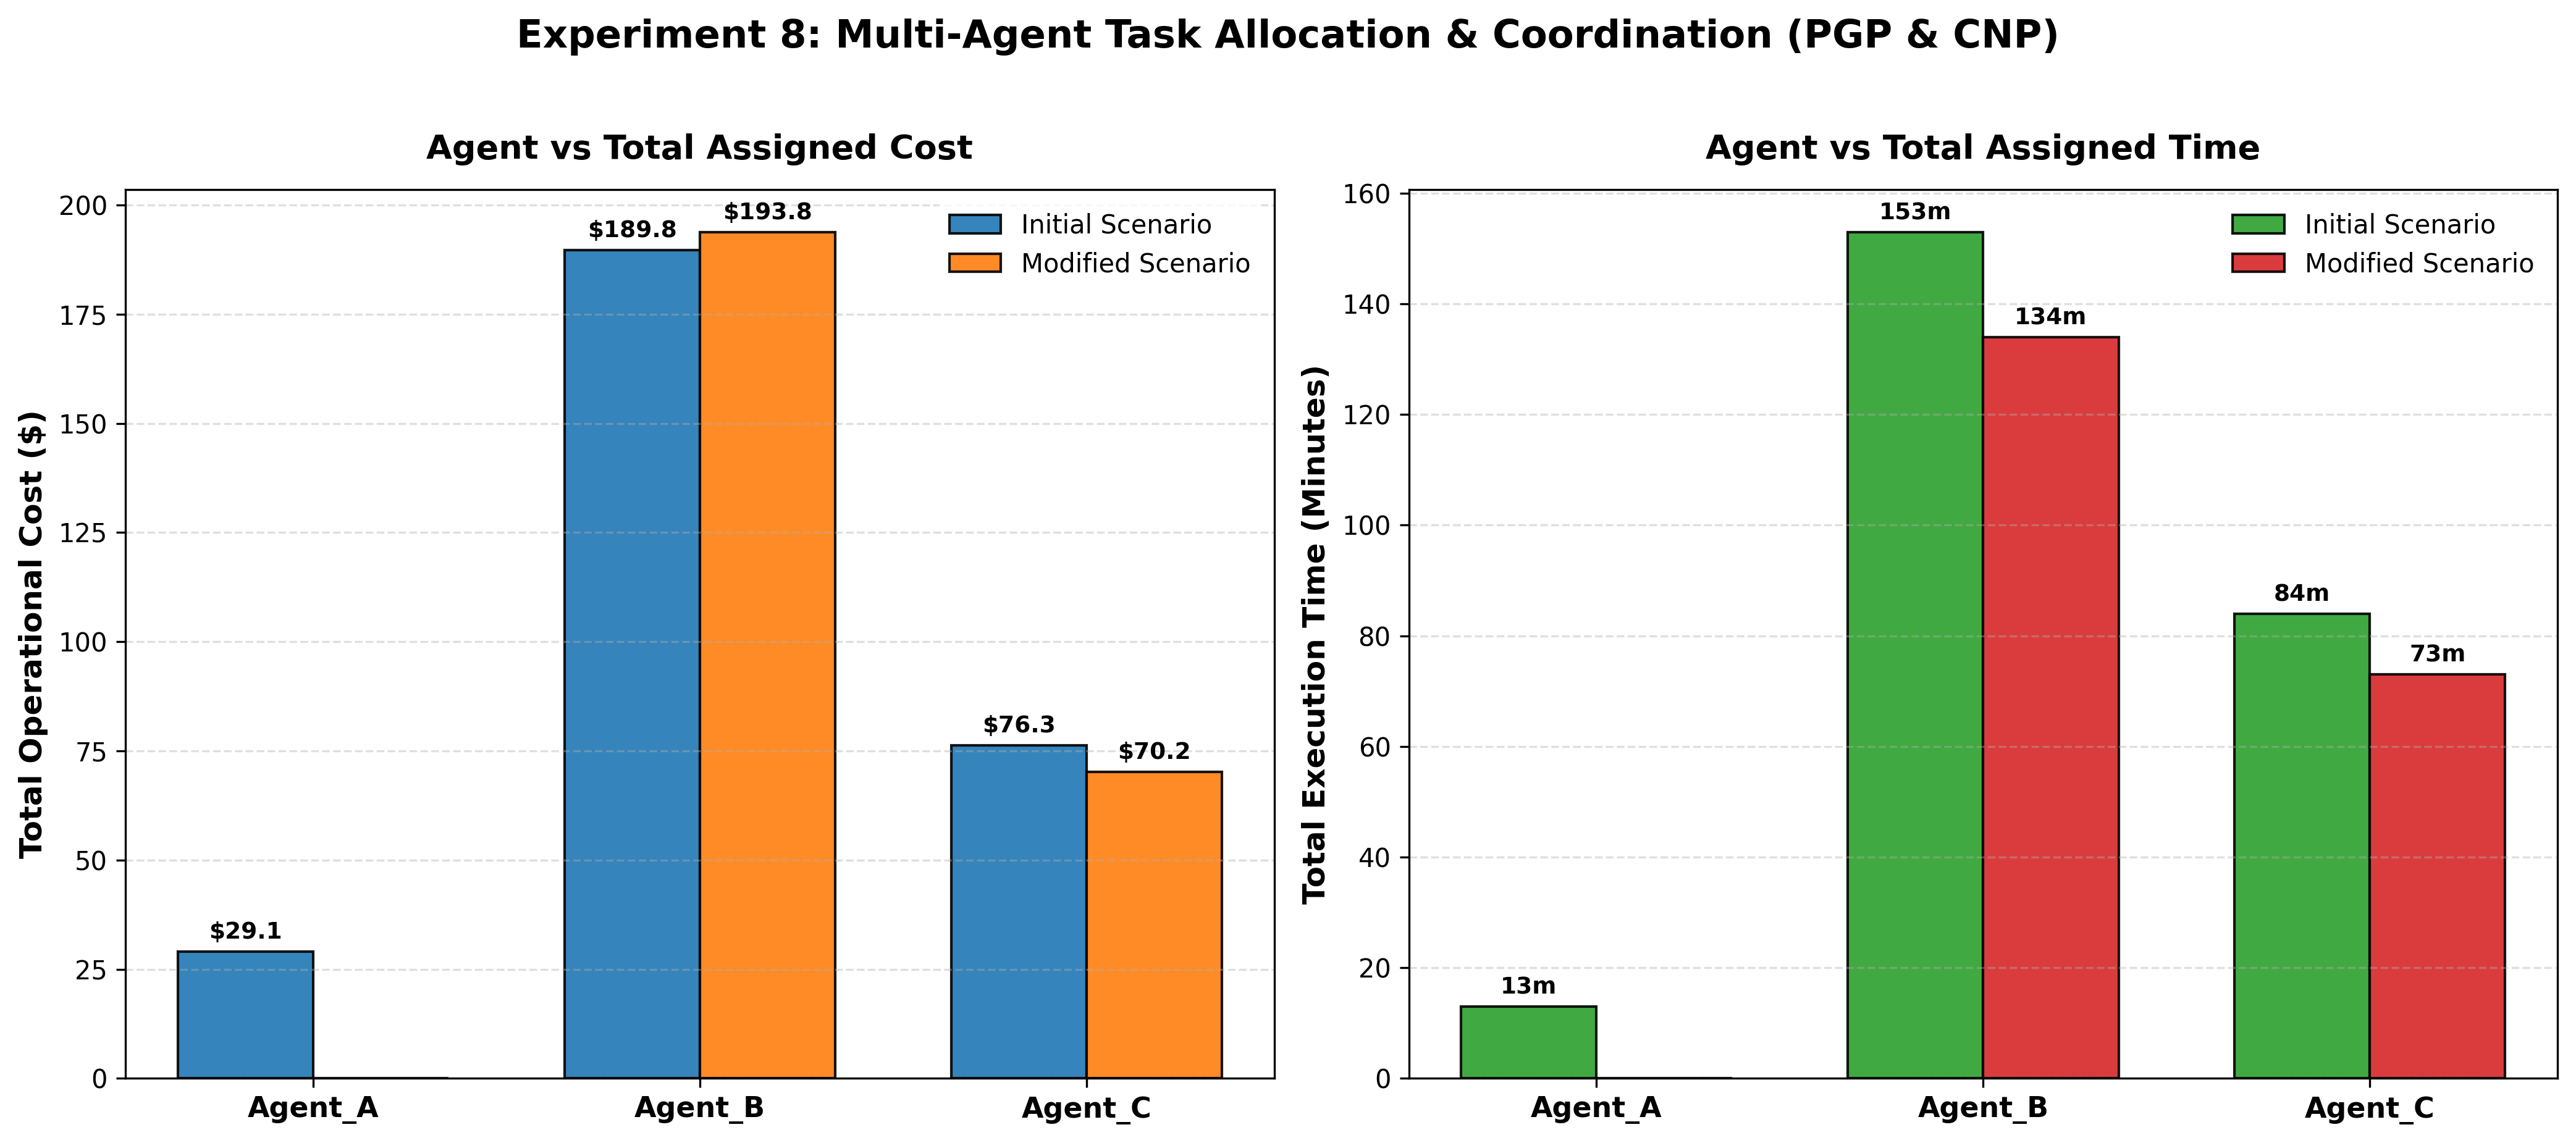 Experiment 8: Multi-Agent Task Allocation & Coordination (PGP & CNP)
Agent vs Total Assigned Cost
Total Operational Cost ($)
200
175
150
125
100
75
50
25
0
$29.1
$189.8
$193.8
$76.3
$70.2
Initial Scenario
Modified Scenario
Agent_A
Agent_B
Agent_C
Agent vs Total Assigned Time
Total Execution Time (Minutes)
160
140
120
100
80
60
40
20
0
13m
153m
134m
84m
73m
Initial Scenario
Modified Scenario
Agent_A
Agent_B
Agent_C